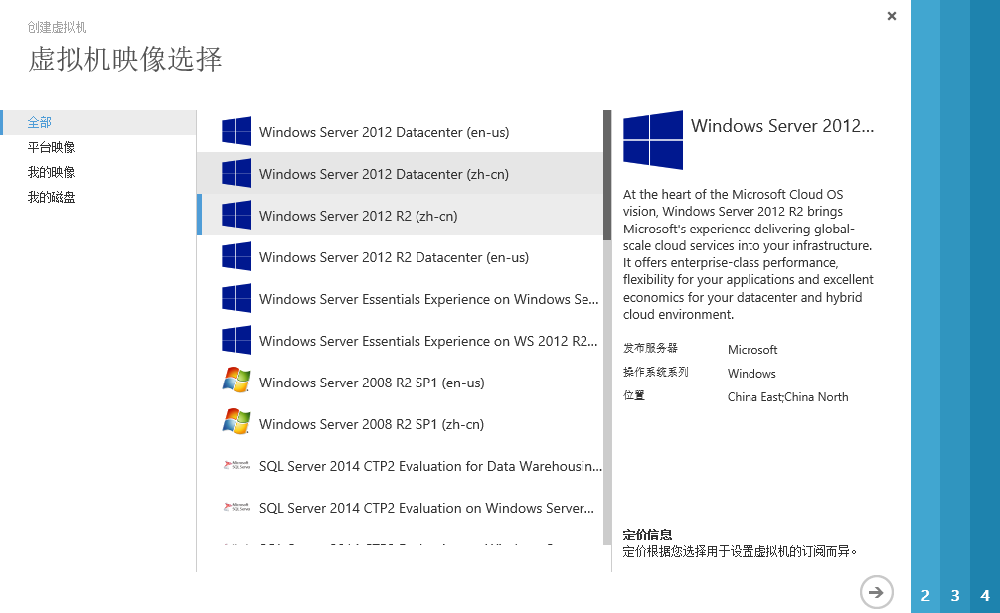 创建虚拟机
虚拟机映像选择
全部
平台映像
我的映像
我的磁盘
Windows Server 2012 Datacenter (en-us)
Windows Server 2012 Datacenter (zh-cn)
Windows Server 2012 R2 (zh-cn)
Windows Server 2012 R2 Datacenter (en-us)
Windows Server Essentials Experience on Windows Se...
Windows Server Essentials Experience on WS 2012 R2...
Windows Server 2008 R2 SP1 (en-us)
Windows Server 2008 R2 SP1 (zh-cn)
SQL Server 2014 CTP2 Evaluation for Data Warehousin...
SQL Server 2014 CTP2 Evaluation on Windows Server...
Windows Server 2012...
At the heart of the Microsoft Cloud OS
vision, Windows Server 2012 R2 brings
Microsoft's experience delivering global-
scale cloud services into your infrastructure.
It offers enterprise-class performance,
flexibility for your applications and excellent
economics for your datacenter and hybrid
cloud environment.
发布服务器 Microsoft
操作系统系列 Windows
位置 China East;China North
定价信息
定价根据您选择用于设置虚拟机的订阅而异。
2 3 4